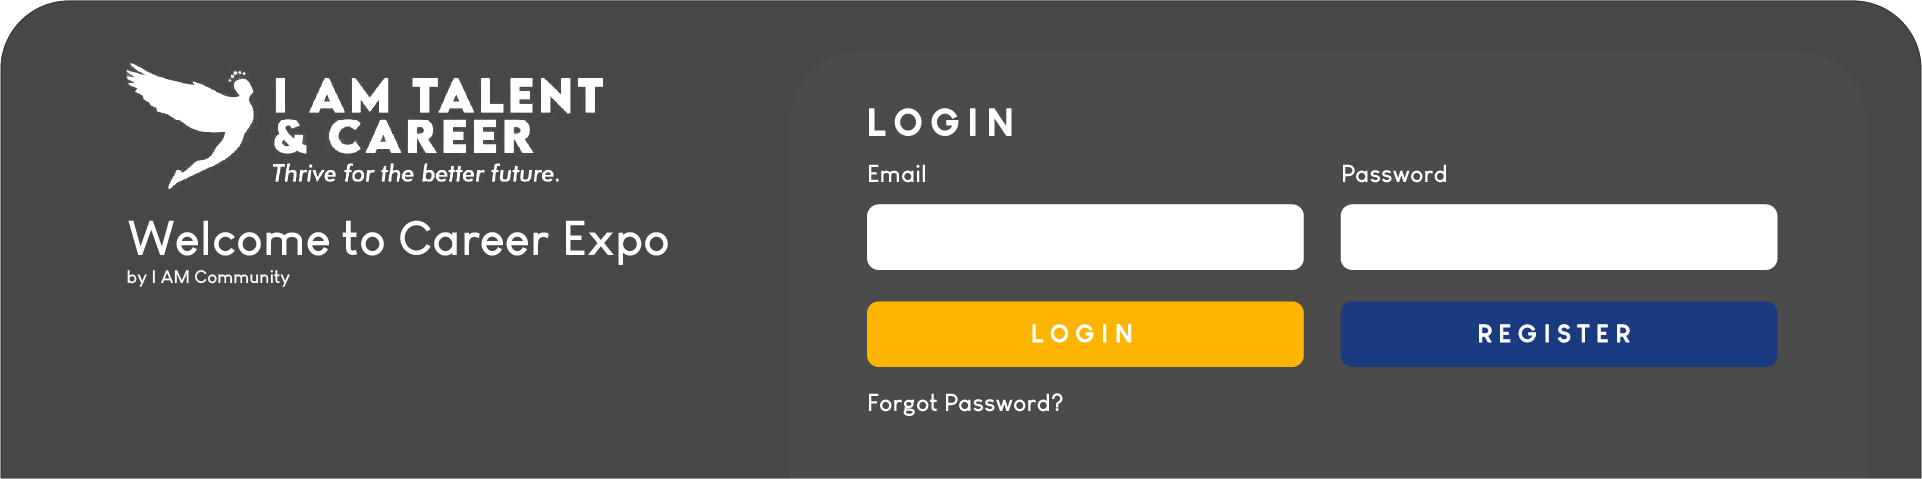 I AM TALENT
& CAREER
Thrive for the better future.
Welcome to Career Expo
by I AM Community
LOGIN
Email
Password
LOGIN
REGISTER
Forgot Password?